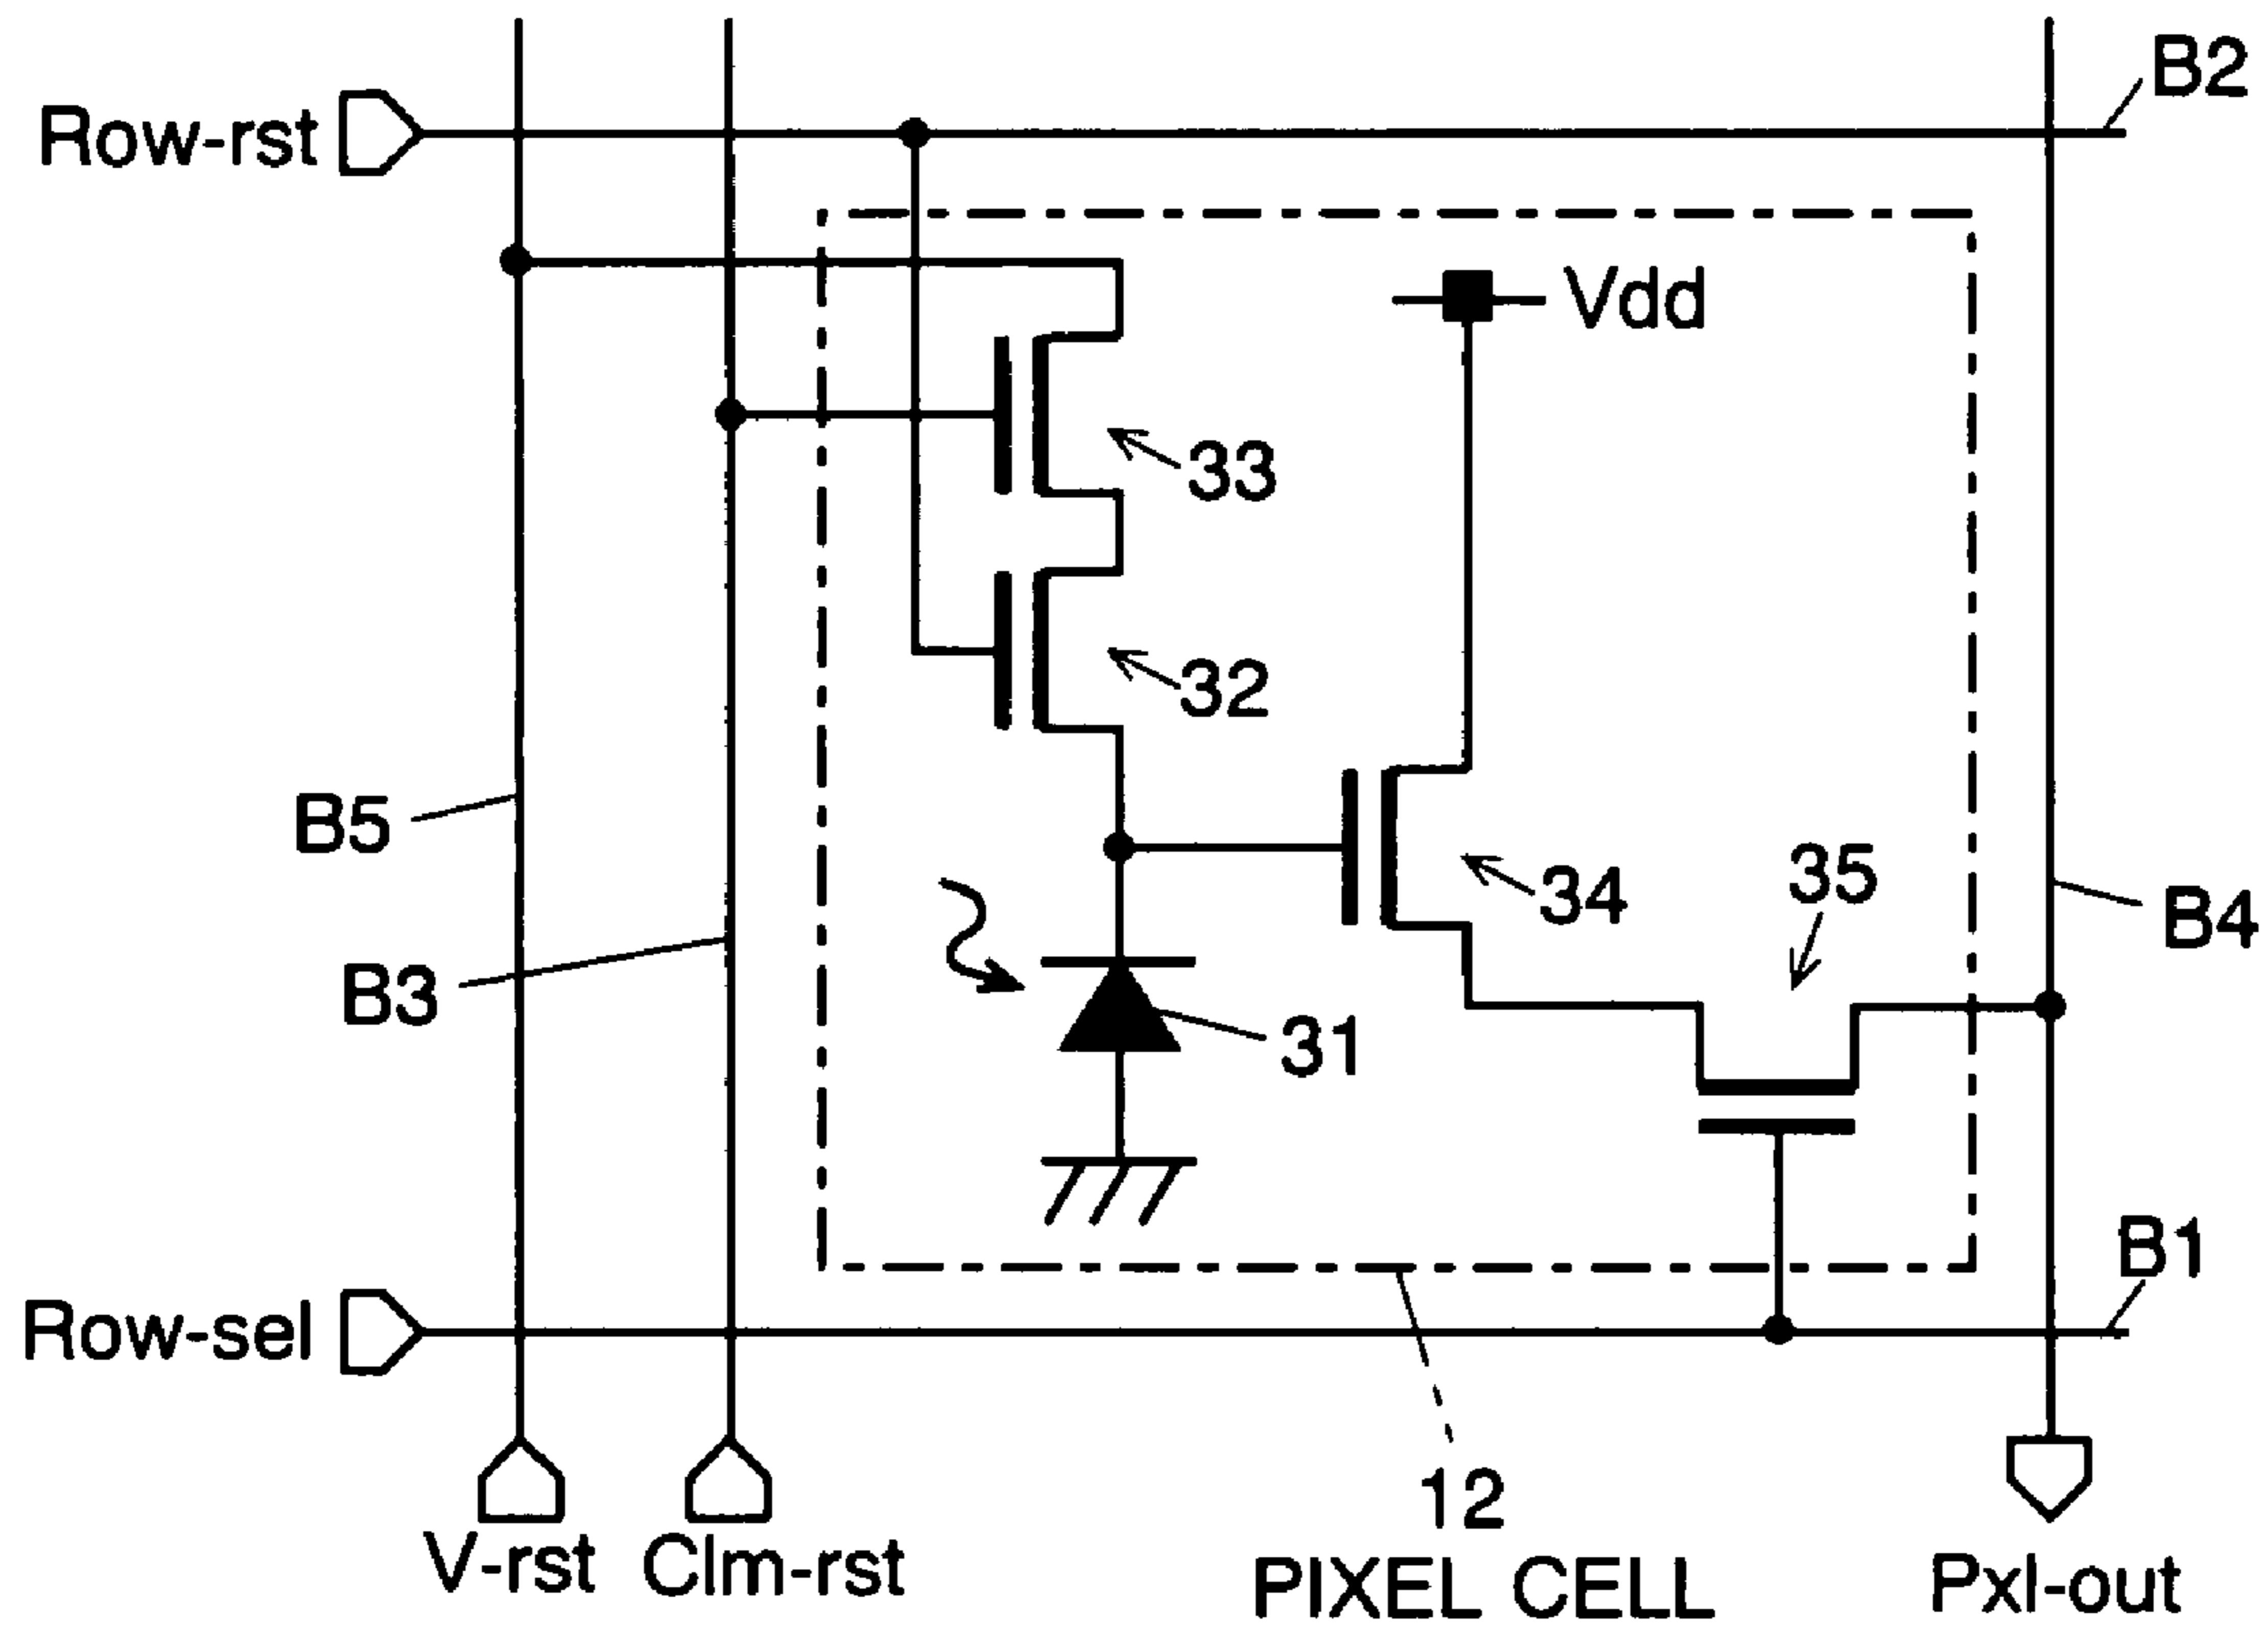 B2
Row-rst
Vdd
33
32
B5
34
35
B4
B3
31
B1
Row-sel
12
V-rst
Clm-rst
PIXEL CELL
Pxl-out